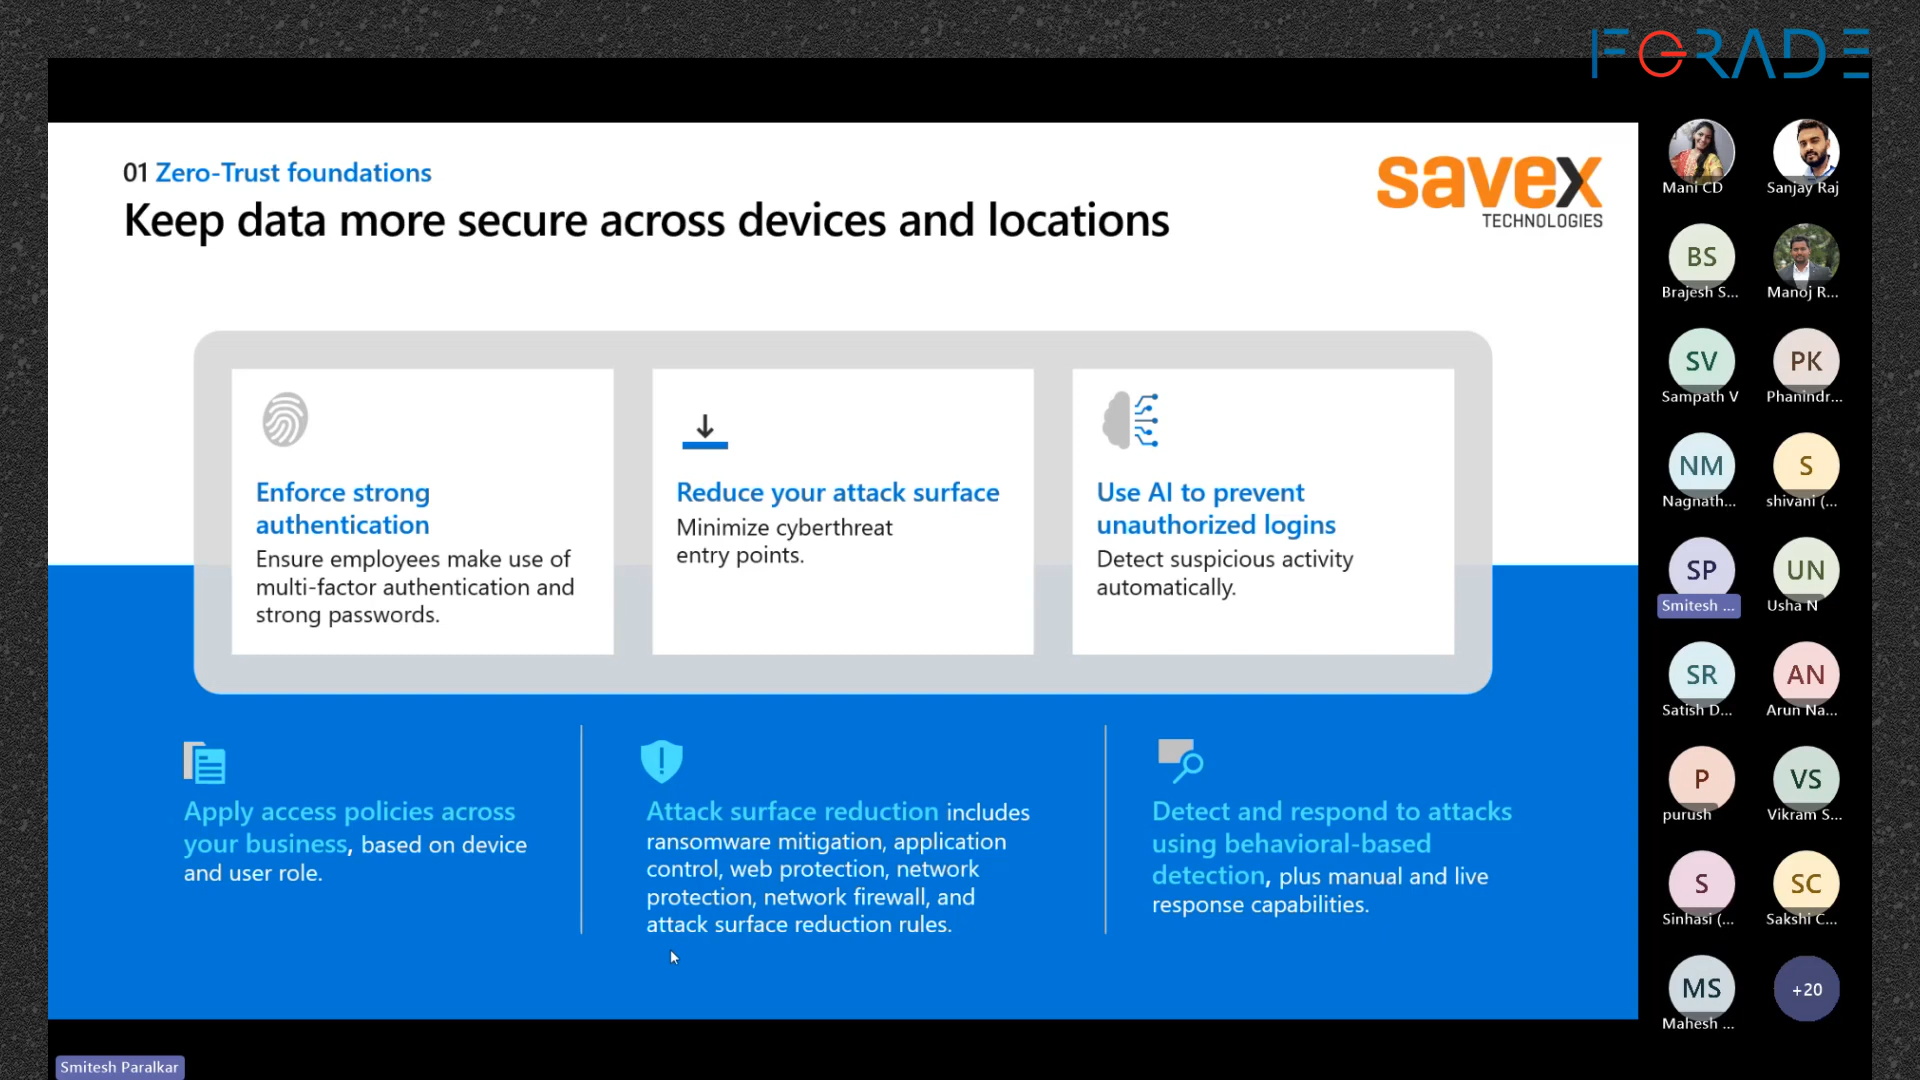 FGRADE
01 Zero-Trust foundations
Keep data more secure across devices and locations
savex
TECHNOLOGIES
Enforce strong
authentication
Ensure employees make use of
multi-factor authentication and
strong passwords.
Reduce your attack surface
Minimize cyberthreat
entry points.
Use AI to prevent
unauthorized logins
Detect suspicious activity
automatically.
Apply access policies across
your business, based on device
and user role.
Attack surface reduction includes
ransomware mitigation, application
control, web protection, network
protection, network firewall, and
attack surface reduction rules.
Detect and respond to attacks
using behavioral-based
detection, plus manual and live
response capabilities.
Mani CD
Sanjay Raj
BS
Brajesh S...
Manoj R...
SV
Sampath V
PK
Phanindr...
NM
Nagnath...
S
shivani (...
SP
Smitesh ...
UN
Usha N
SR
Satish D...
AN
Arun Na...
P
purush
VS
Vikram S...
S
Sinhasi (...
SC
Sakshi C...
MS
Mahesh ...
+20
Smitesh Paralkar